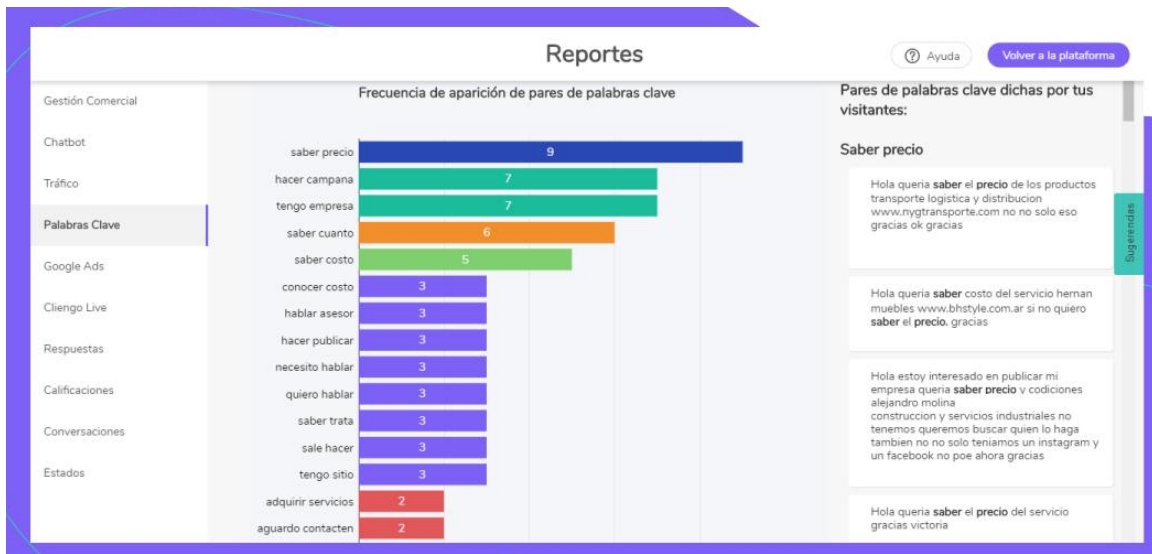 Reportes
Ayuda
Volver a la plataforma
Gestión Comercial
Chatbot
Tráfico
Palabras Clave
Google Ads
Cliengo Live
Respuestas
Calificaciones
Conversaciones
Estados
Frecuencia de aparición de pares de palabras clave
saber precio 9
hacer campana 7
tengo empresa 7
saber cuanto 6
saber costo 5
conocer costo 3
hablar asesor 3
hacer publicar 3
necesito hablar 3
quiero hablar 3
saber trata 3
sale hacer 3
tengo sitio 3
adquirir servicios 2
aguardo contacten 2
Pares de palabras clave dichas por tus
visitantes:
Saber precio
Hola queria saber el precio de los productos
transporte logistica y distribucion
www.nygtransporte.com no no solo eso
gracias ok gracias
Hola queria saber costo del servicio hernan
muebles www.bhstyle.com.ar si no quiero
saber el precio. gracias
Hola estoy interesado en publicar mi
empresa queria saber precio y codiciones
alejandro molina
construccion y servicios industriales no
tenemos queremos buscar quien lo haga
tambien no no solo teniamos un instagram y
un facebook no poe ahora gracias
Hola queria saber el precio del servicio
gracias victoria
Sugerencias